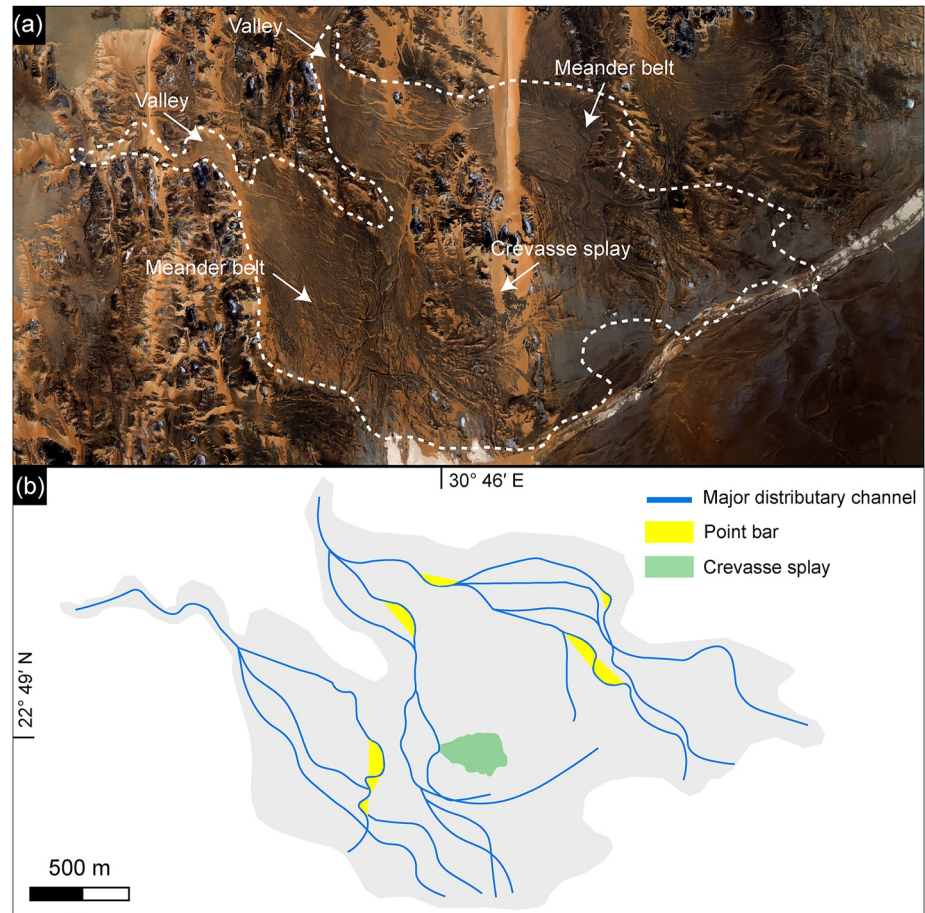 (a)
Valley
Meander belt
Valley
Crevasse splay
Meander belt
(b)
30° 46′ E
Major distributary channel
Point bar
Crevasse splay
22° 49′ N
500 m